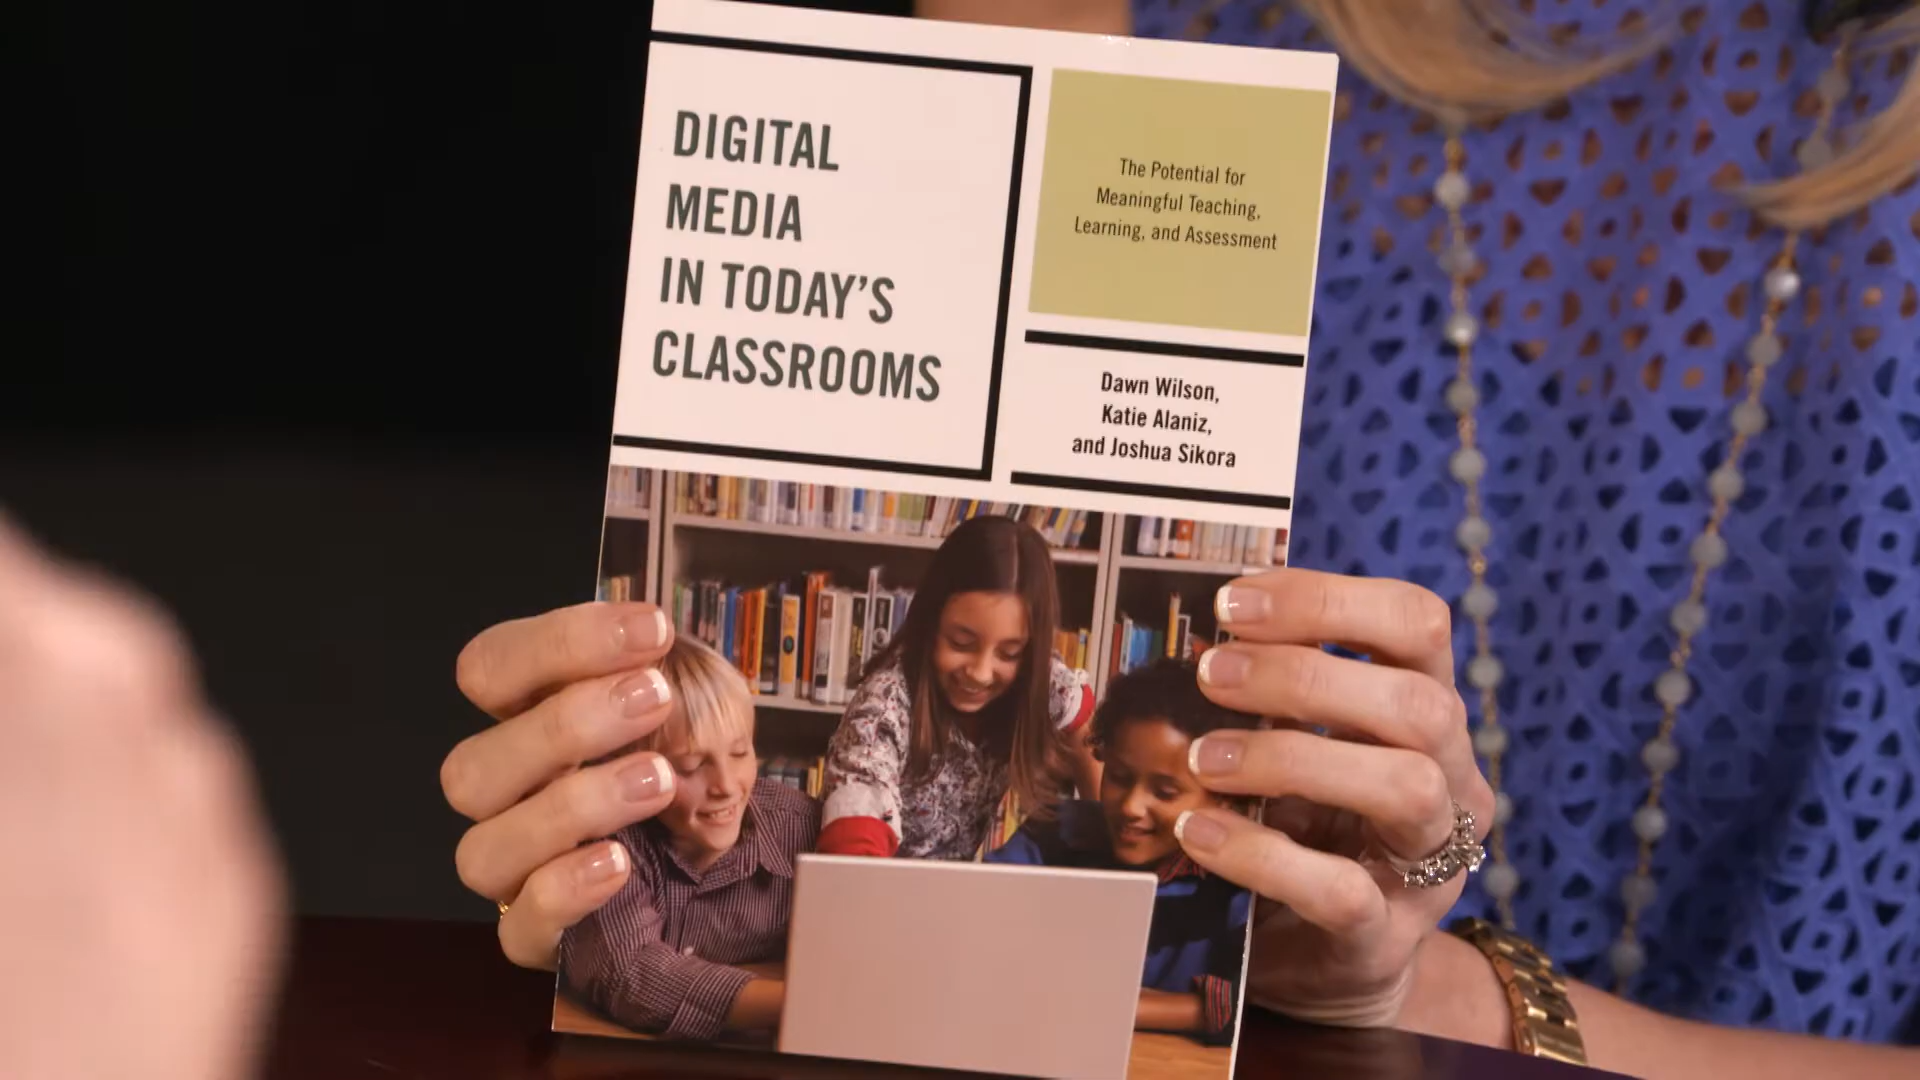 DIGITAL
MEDIA
IN TODAY'S
CLASSROOMS
The Potential for
Meaningful Teaching,
Learning, and Assessment
Dawn Wilson,
Katie Alaniz,
and Joshua Sikora